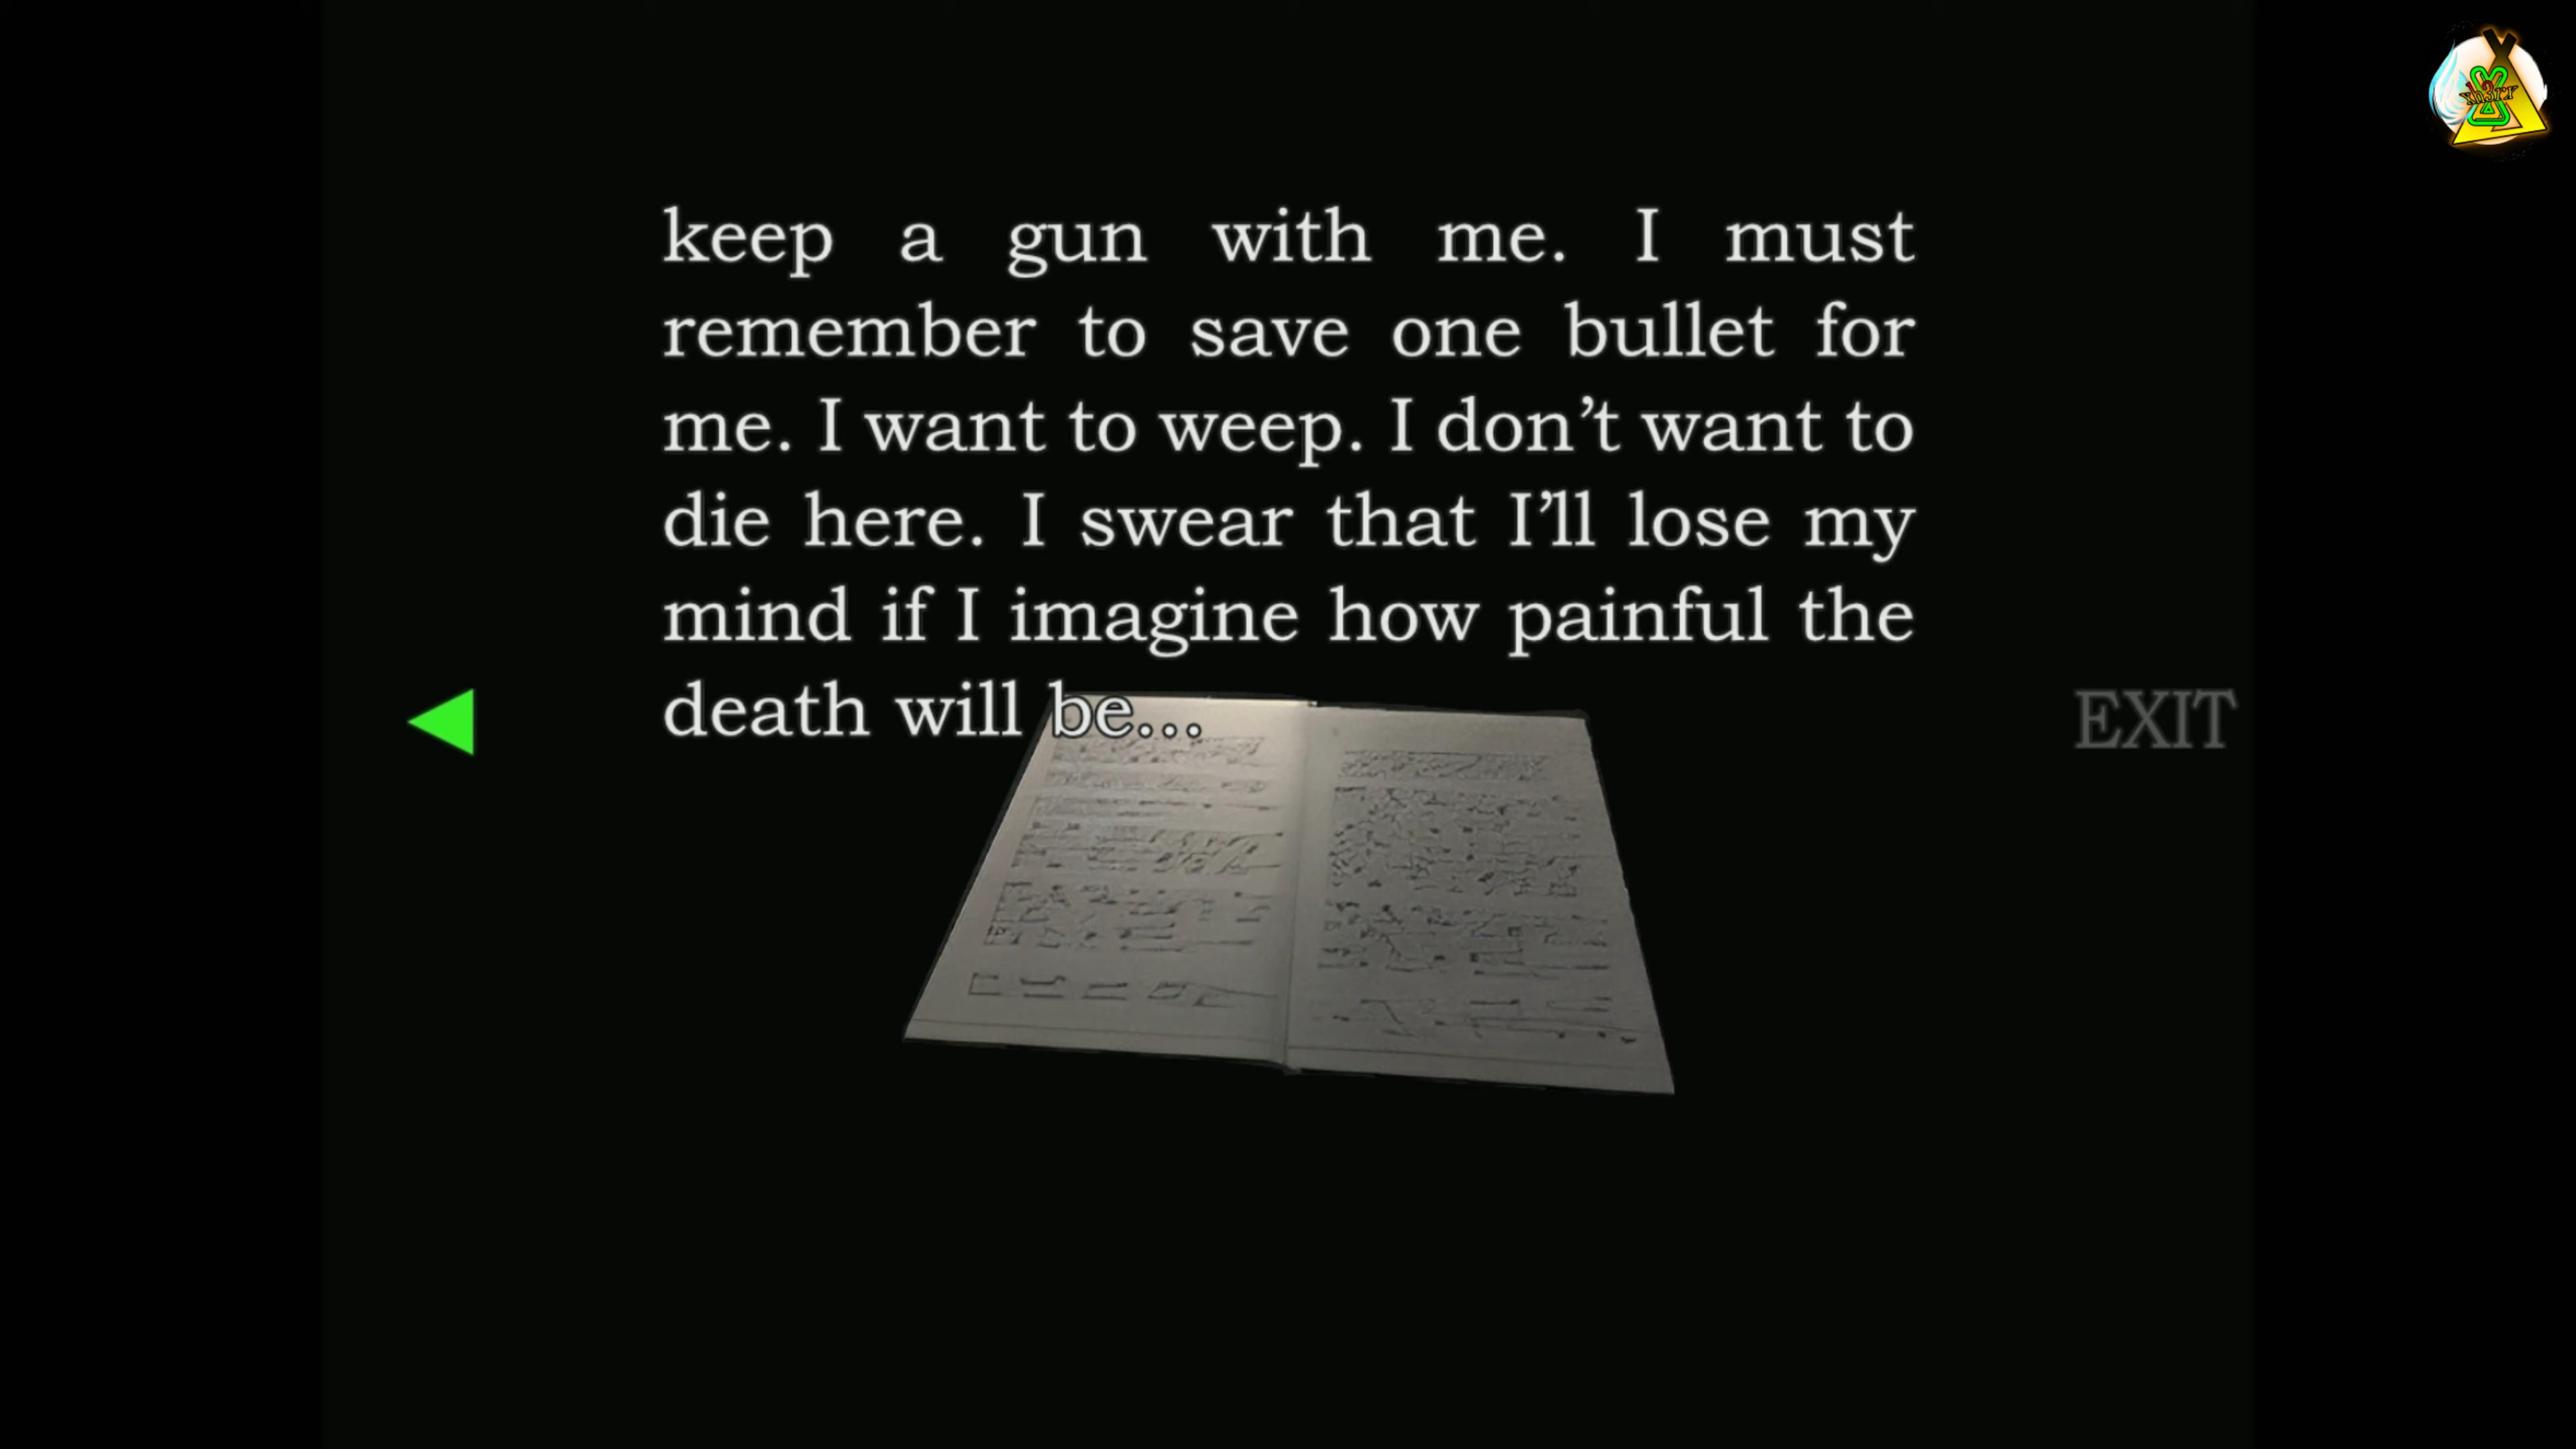 keep a gun with me. I must
remember to save one bullet for
me. I want to weep. I don’t want to
die here. I swear that I’ll lose my
mind if I imagine how painful the
death will be...
EXIT